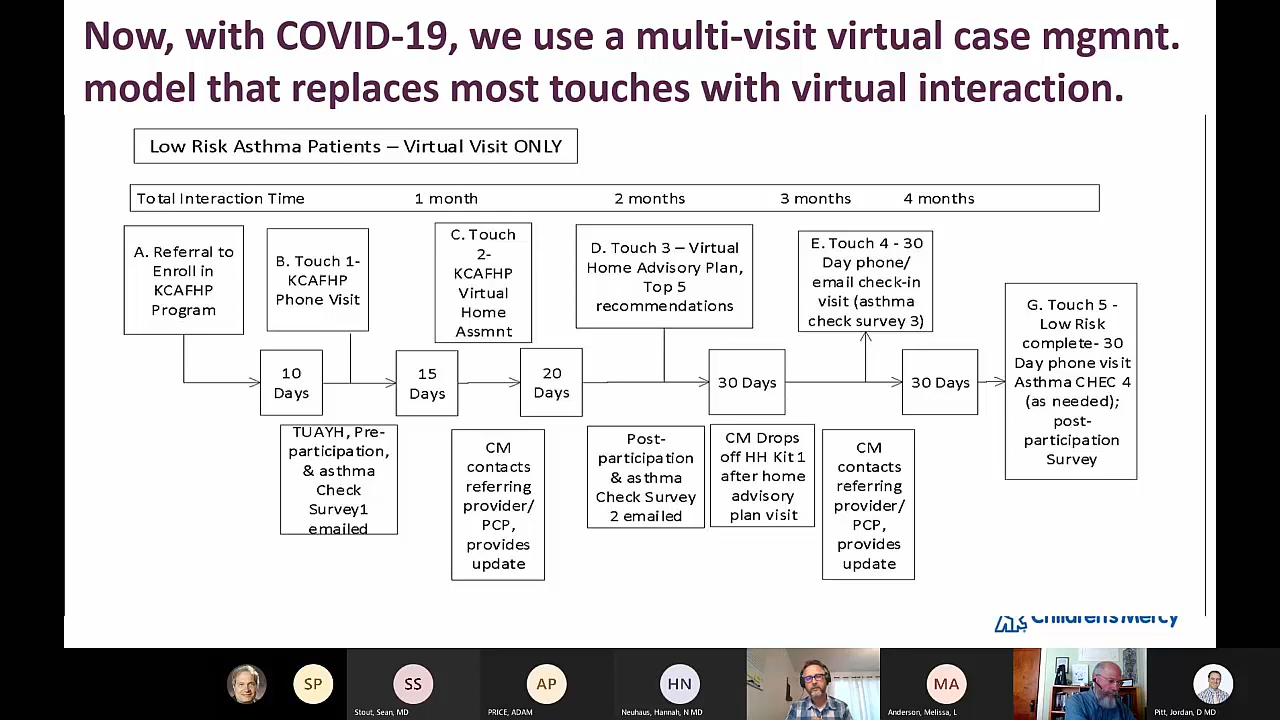 Now, with COVID-19, we use a multi-visit virtual case mgmnt.
model that replaces most touches with virtual interaction.
Low Risk Asthma Patients – Virtual Visit ONLY
Total Interaction Time 1 month 2 months 3 months 4 months
A. Referral to
Enroll in
KCAFHP
Program
B. Touch 1-
KCAFHP
Phone Visit
C. Touch
2-
KCAFHP
Virtual
Home
Assmnt
D. Touch 3 – Virtual
Home Advisory Plan,
Top 5
recommendations
E. Touch 4 - 30
Day phone/
email check-in
visit (asthma
check survey 3)
G. Touch 5 -
Low Risk
complete- 30
Day phone visit
Asthma CHEC 4
(as needed);
post-
participation
Survey
10
Days
15
Days
20
Days
30 Days
30 Days
TUAYH, Pre-
participation,
& asthma
Check
Survey1
emailed
CM
contacts
referring
provider/
PCP,
provides
update
Post-
participation
& asthma
Check Survey
2 emailed
CM Drops
off HH Kit 1
after home
advisory
plan visit
CM
contacts
referring
provider/
PCP,
provides
update
Children's Mercy
SP
SS
Stout, Sean, MD
AP
PRICE, ADAM
HN
Neuhaus, Hannah, N MD
MA
Anderson, Melissa, L
Pitt, Jordan, D MD